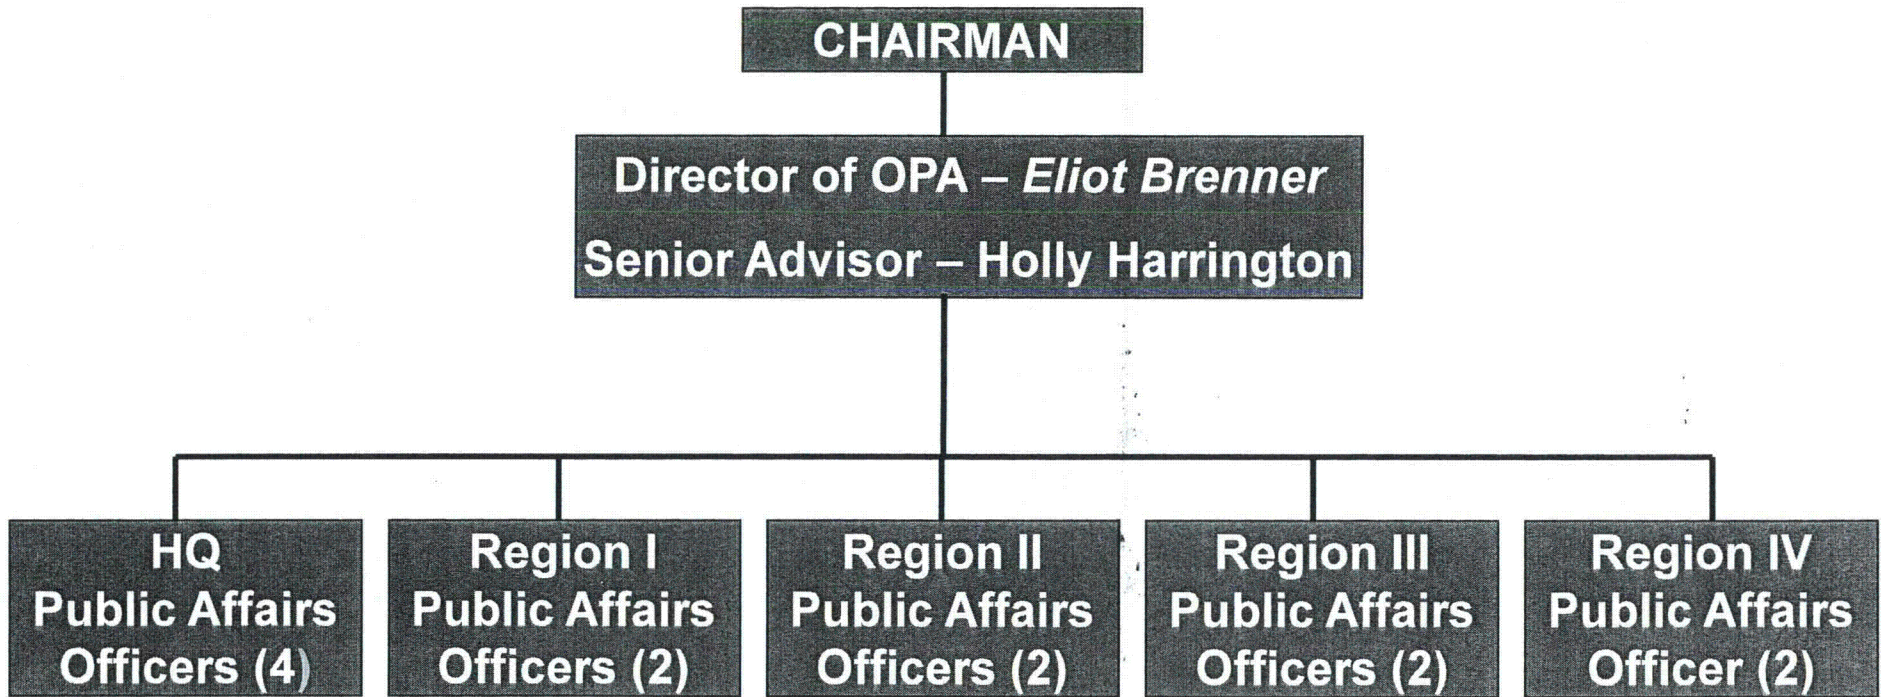 CHAIRMAN
Director of OPA – Eliot Brenner
Senior Advisor – Holly Harrington
HQ
Public Affairs
Officers (4)
Region I
Public Affairs
Officers (2)
Region II
Public Affairs
Officers (2)
Region III
Public Affairs
Officers (2)
Region IV
Public Affairs
Officer (2)